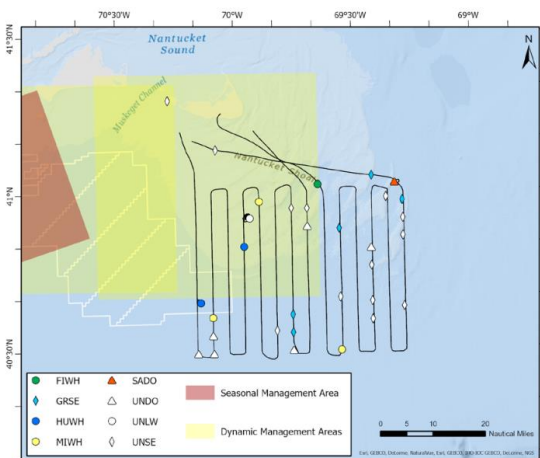 70°30'W
70°W
69°30'W
69°W
41°30'N
41°N
40°30'N
Nantucket
Sound
Muskeget Channel
Nantucket Shoals
N
FIWH
GRSE
HUWH
MIWH
SADO
UNDO
UNLW
UNSE
Seasonal Management Area
Dynamic Management Areas
0 5 10 20
Nautical Miles